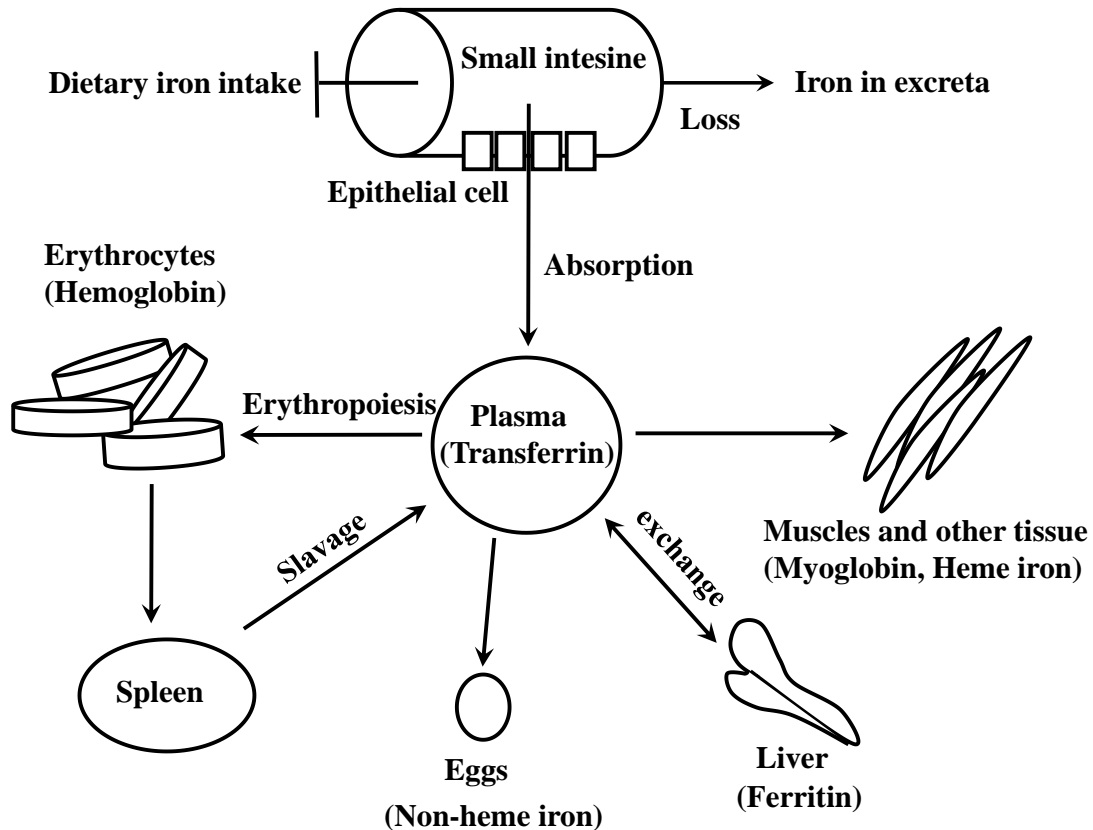 Small intesine
Dietary iron intake
Iron in excreta
Loss
Epithelial cell
Absorption
Erythrocytes
(Hemoglobin)
Erythropoiesis
Plasma
(Transferrin)
Muscles and other tissue
(Myoglobin, Heme iron)
Slavage
exchange
Spleen
Eggs
(Non-heme iron)
Liver
(Ferritin)